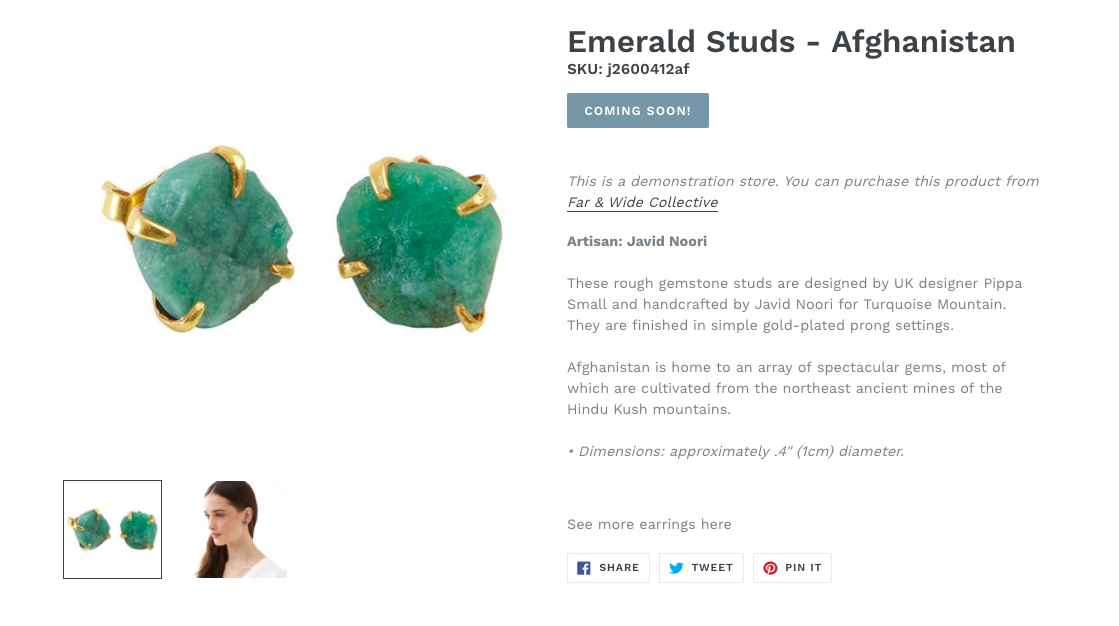 Emerald Studs - Afghanistan
SKU: j2600412af
COMING SOON!
This is a demonstration store. You can purchase this product from
Far & Wide Collective
Artisan: Javid Noori
These rough gemstone studs are designed by UK designer Pippa
Small and handcrafted by Javid Noori for Turquoise Mountain.
They are finished in simple gold-plated prong settings.
Afghanistan is home to an array of spectacular gems, most of
which are cultivated from the northeast ancient mines of the
Hindu Kush mountains.
• Dimensions: approximately .4" (1cm) diameter.
See more earrings here
SHARE TWEET PIN IT